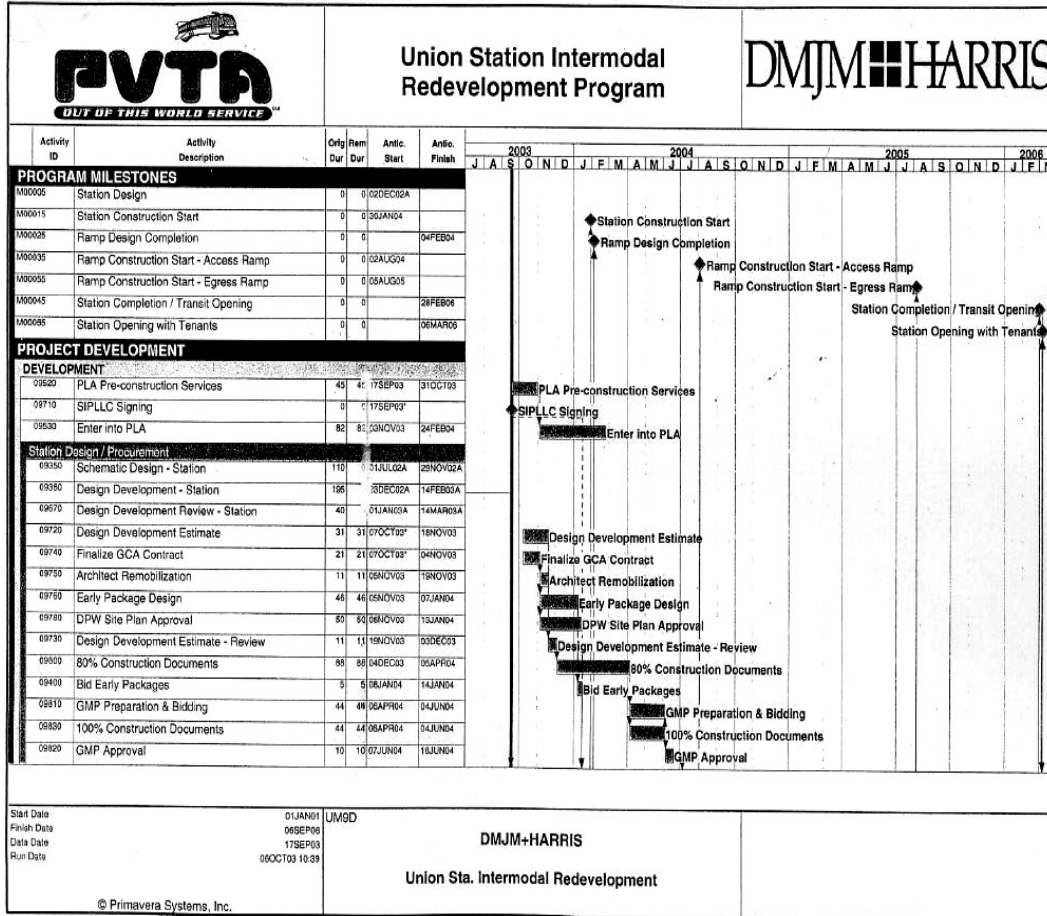 PVTA
OUT OF THIS WORLD SERVICE
Union Station Intermodal
Redevelopment Program
DMJM HARRIS
Activity ID Activity Description Orig Dur Rem Dur Antic. Start Antic. Finish
2003 2004 2005 2006
J A S O N D J F M A M J J A S O N D J F M A M J J A S O N D J F M
PROGRAM MILESTONES
M00005 Station Design 0 0 02DEC02A
M00015 Station Construction Start 0 0 30JAN04 Station Construction Start
M00025 Ramp Design Completion 0 0 04FEB04 Ramp Design Completion
M00035 Ramp Construction Start - Access Ramp 0 0 02AUG04 Ramp Construction Start - Access Ramp
M00055 Ramp Construction Start - Egress Ramp 0 0 05AUG05 Ramp Construction Start - Egress Ramp
M00045 Station Completion / Transit Opening 0 0 28FEB06 Station Completion / Transit Opening
M00065 Station Opening with Tenants 0 0 06MAR06 Station Opening with Tenants
PROJECT DEVELOPMENT
DEVELOPMENT
09520 PLA Pre-construction Services 45 17SEP03 31OCT03 PLA Pre-construction Services
09710 SIPLLC Signing 0 17SEP03* SIPLLC Signing
09530 Enter into PLA 82 82 03NOV03 24FEB04 Enter into PLA
Station Design / Procurement
09350 Schematic Design - Station 110 01JUL02A 29NOV02A
09360 Design Development - Station 195 14FEB03A
09670 Design Development Review - Station 40 01JAN03A 14MAR03A
09720 Design Development Estimate 31 31 07OCT03* 18NOV03 Design Development Estimate
09740 Finalize GCA Contract 21 21 07OCT03* 04NOV03 Finalize GCA Contract
09750 Architect Remobilization 11 11 05NOV03 19NOV03 Architect Remobilization
09760 Early Package Design 46 46 05NOV03 07JAN04 Early Package Design
09780 DPW Site Plan Approval 50 50 06NOV03 13JAN04 DPW Site Plan Approval
09730 Design Development Estimate - Review 11 11 19NOV03 03DEC03 Design Development Estimate - Review
09800 80% Construction Documents 88 88 04DEC03 05APR04 80% Construction Documents
09400 Bid Early Packages 5 5 08JAN04 14JAN04 Bid Early Packages
09810 GMP Preparation & Bidding 44 44 06APR04 04JUN04 GMP Preparation & Bidding
09830 100% Construction Documents 44 44 06APR04 04JUN04 100% Construction Documents
09820 GMP Approval 10 10 07JUN04 18JUN04 GMP Approval
Start Date 01JAN01 UM9D
Finish Date 06SEP06
Data Date 17SEP03
Run Date 06OCT03 10:39
DMJM+HARRIS
Union Sta. Intermodal Redevelopment
© Primavera Systems, Inc.